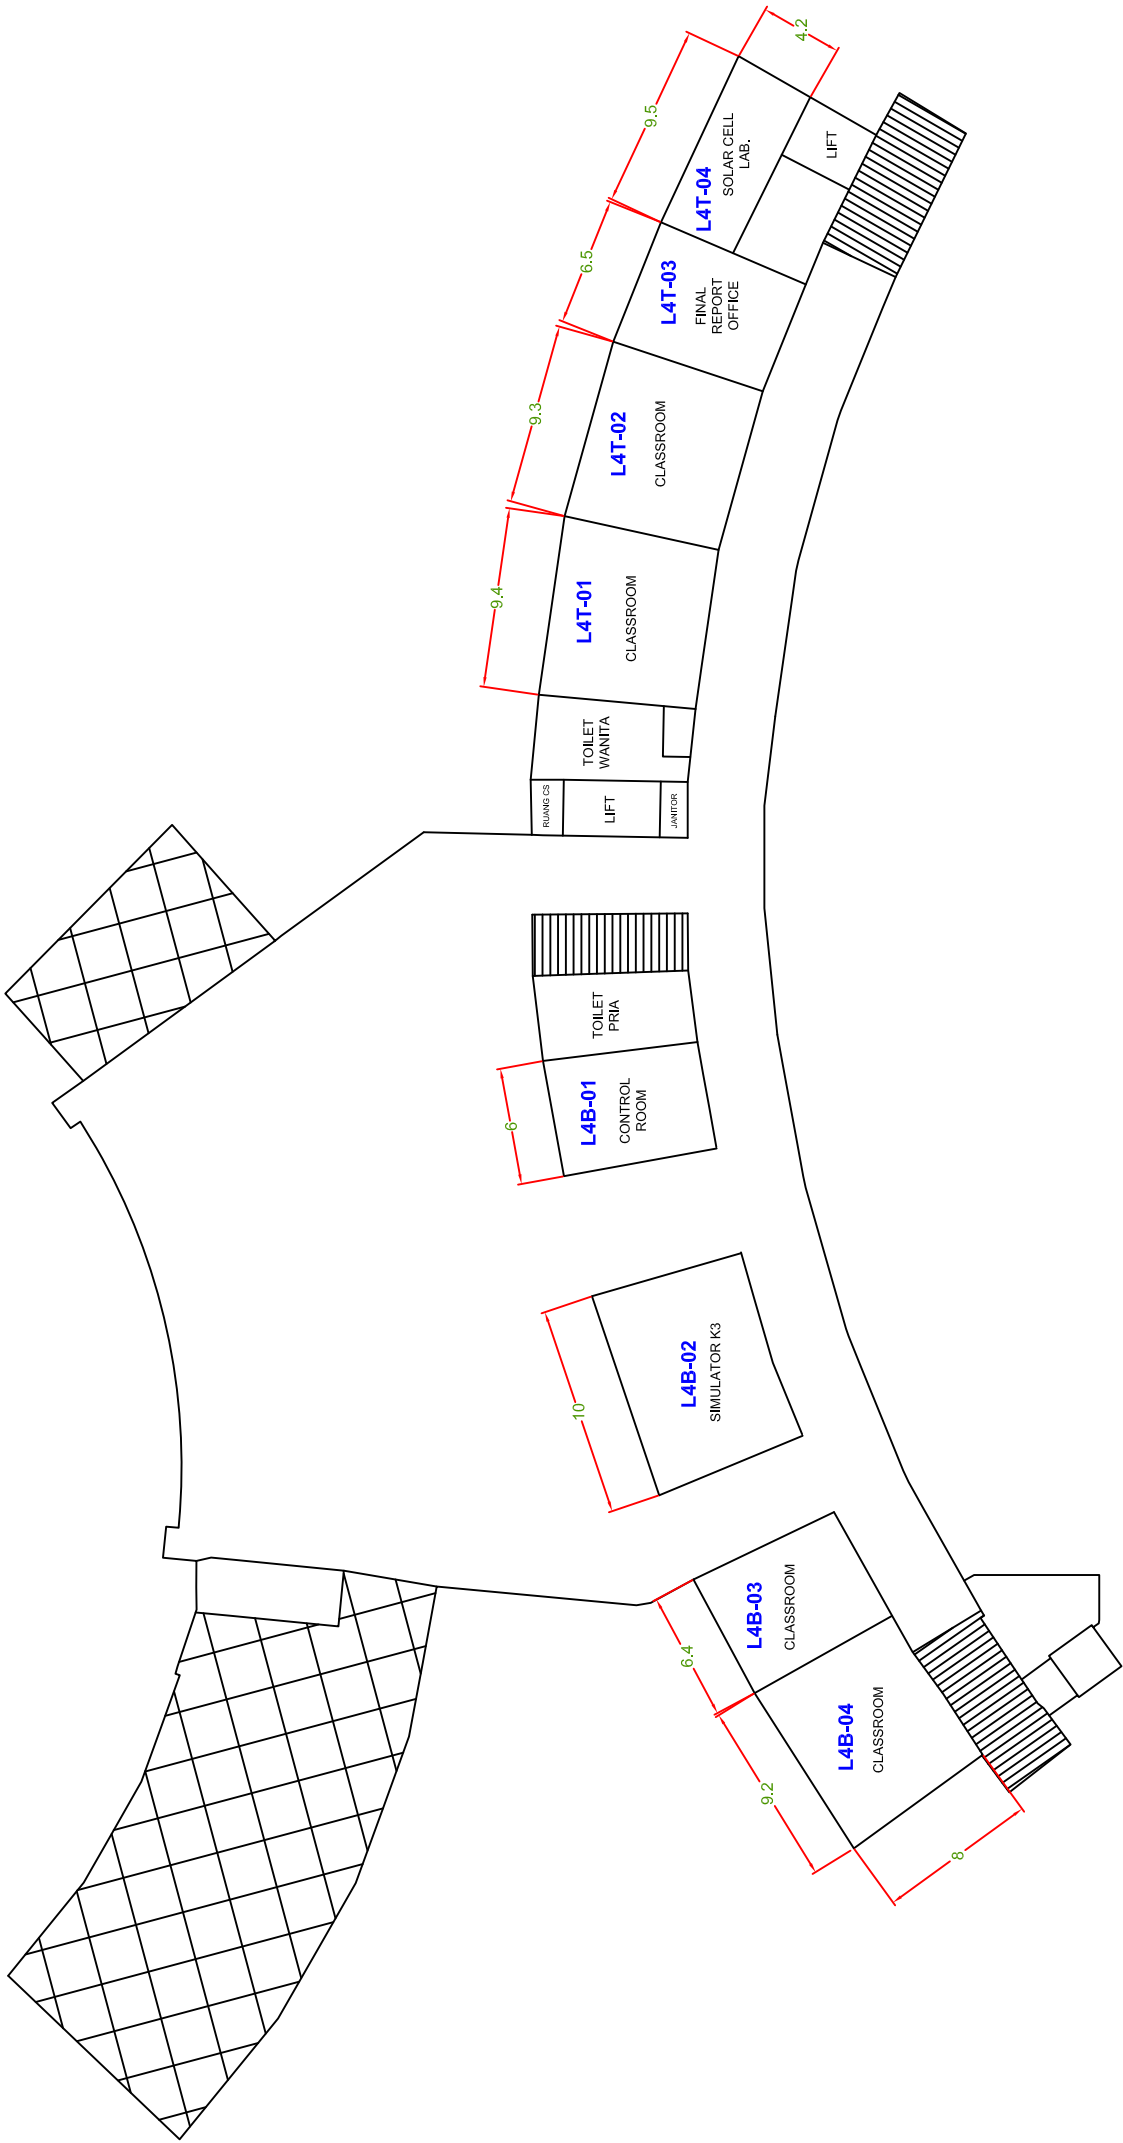 4.2
9.5
L4T-04
SOLAR CELL
LAB.
LIFT
6.5
L4T-03
FINAL
REPORT
OFFICE
9.3
L4T-02
CLASSROOM
9.4
L4T-01
CLASSROOM
TOILET
WANITA
RUANG CS
LIFT
JANITOR
TOILET
PRIA
6
L4B-01
CONTROL
ROOM
10
L4B-02
SIMULATOR K3
6.4
L4B-03
CLASSROOM
9.2
L4B-04
CLASSROOM
8